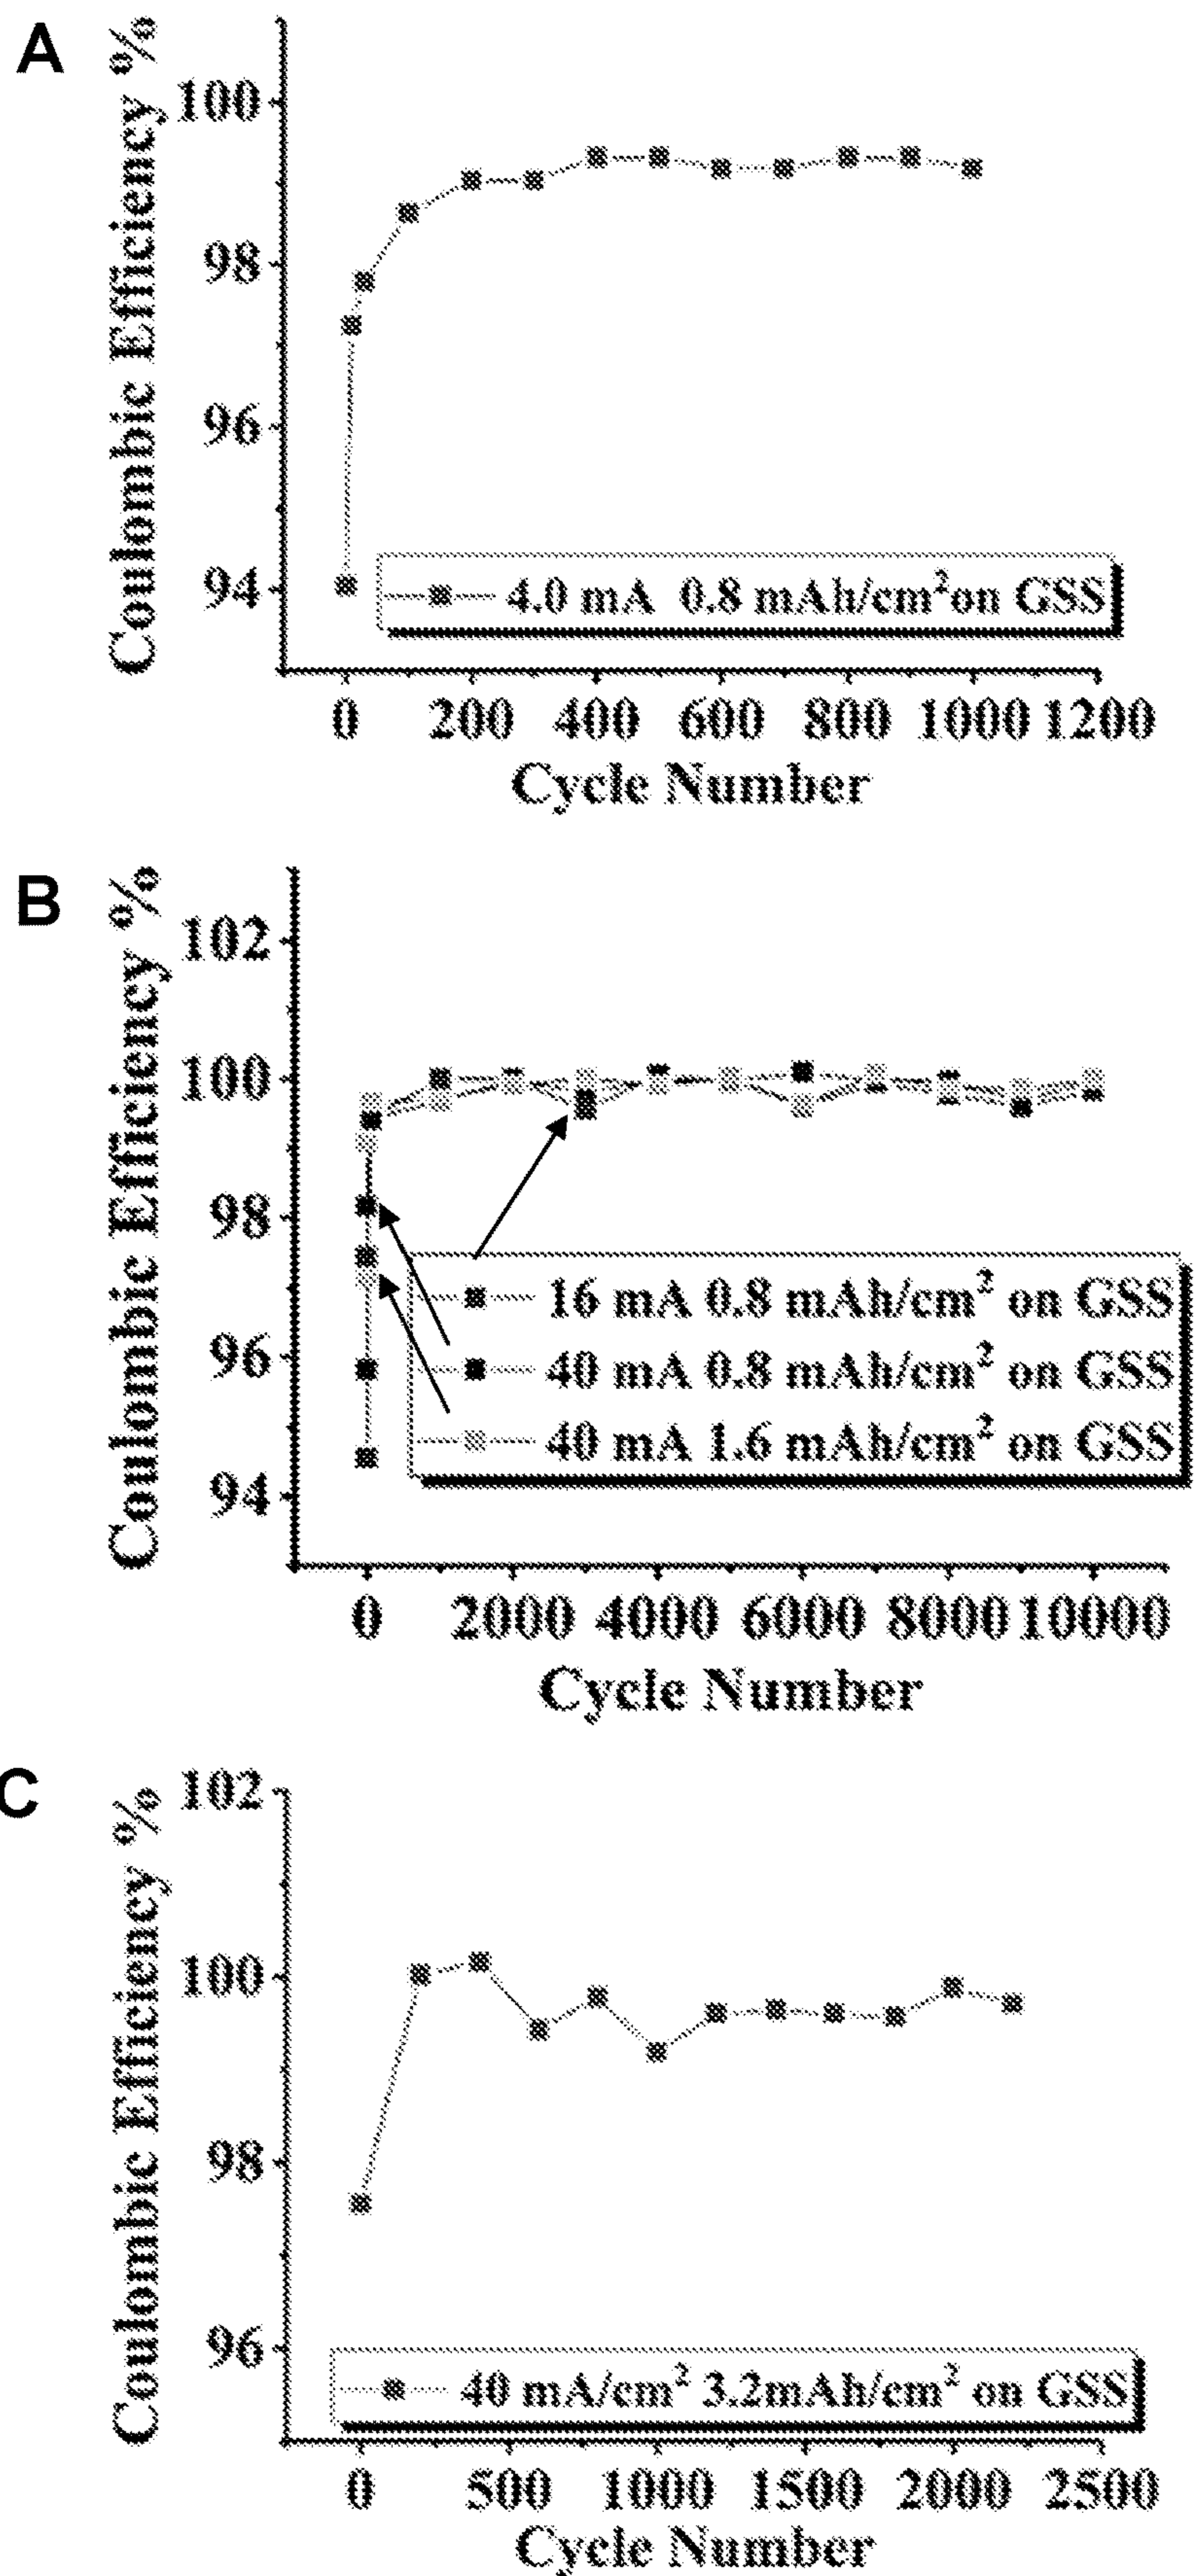 A
Coulombic Efficiency %
100
98
96
94
4.0 mA 0.8 mAh/cm²on GSS
0 200 400 600 800 1000 1200
Cycle Number
B
Coulombic Efficiency %
102
100
98
96
94
16 mA 0.8 mAh/cm² on GSS
40 mA 0.8 mAh/cm² on GSS
40 mA 1.6 mAh/cm² on GSS
0 2000 4000 6000 8000 10000
Cycle Number
C
Coulombic Efficiency %
102
100
98
96
40 mA/cm² 3.2mAh/cm² on GSS
0 500 1000 1500 2000 2500
Cycle Number